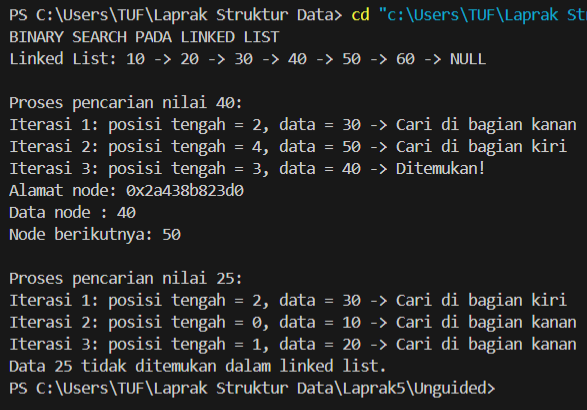 PS C:\Users\TUF\Laprak Struktur Data> cd "c:\Users\TUF\Laprak Str
BINARY SEARCH PADA LINKED LIST
Linked List: 10 -> 20 -> 30 -> 40 -> 50 -> 60 -> NULL

Proses pencarian nilai 40:
Iterasi 1: posisi tengah = 2, data = 30 -> Cari di bagian kanan
Iterasi 2: posisi tengah = 4, data = 50 -> Cari di bagian kiri
Iterasi 3: posisi tengah = 3, data = 40 -> Ditemukan!
Alamat node: 0x2a438b823d0
Data node : 40
Node berikutnya: 50

Proses pencarian nilai 25:
Iterasi 1: posisi tengah = 2, data = 30 -> Cari di bagian kiri
Iterasi 2: posisi tengah = 0, data = 10 -> Cari di bagian kanan
Iterasi 3: posisi tengah = 1, data = 20 -> Cari di bagian kanan
Data 25 tidak ditemukan dalam linked list.
PS C:\Users\TUF\Laprak Struktur Data\Laprak5\Unguided>